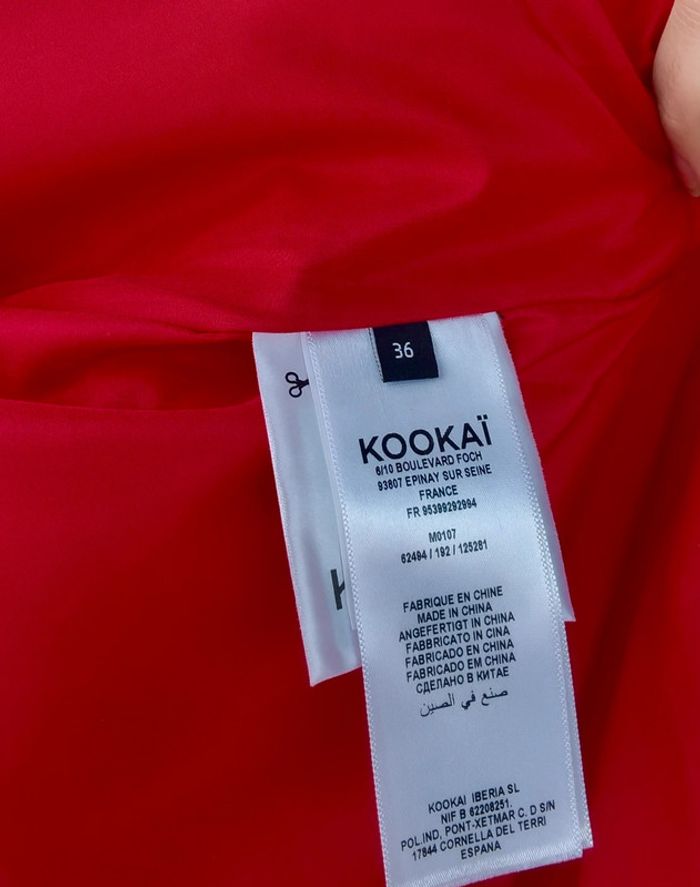 36
KOOKAÏ
6/10 BOULEVARD FOCH
93807 EPINAY SUR SEINE
FRANCE
FR 95399292994
M0107
62494 / 192 / 125281
FABRIQUE EN CHINE
MADE IN CHINA
ANGEFERTIGT IN CHINA
FABBRICATO IN CINA
FABRICADO EN CHINA
FABRICADO EM CHINA
СДЕЛАНО В КИТАЕ
صنع في الصين
KOOKAI IBERIA SL
NIF B 62208251.
POL.IND, PONT-XETMAR C. D S/N
17844 CORNELLA DEL TERRI
ESPANA
K